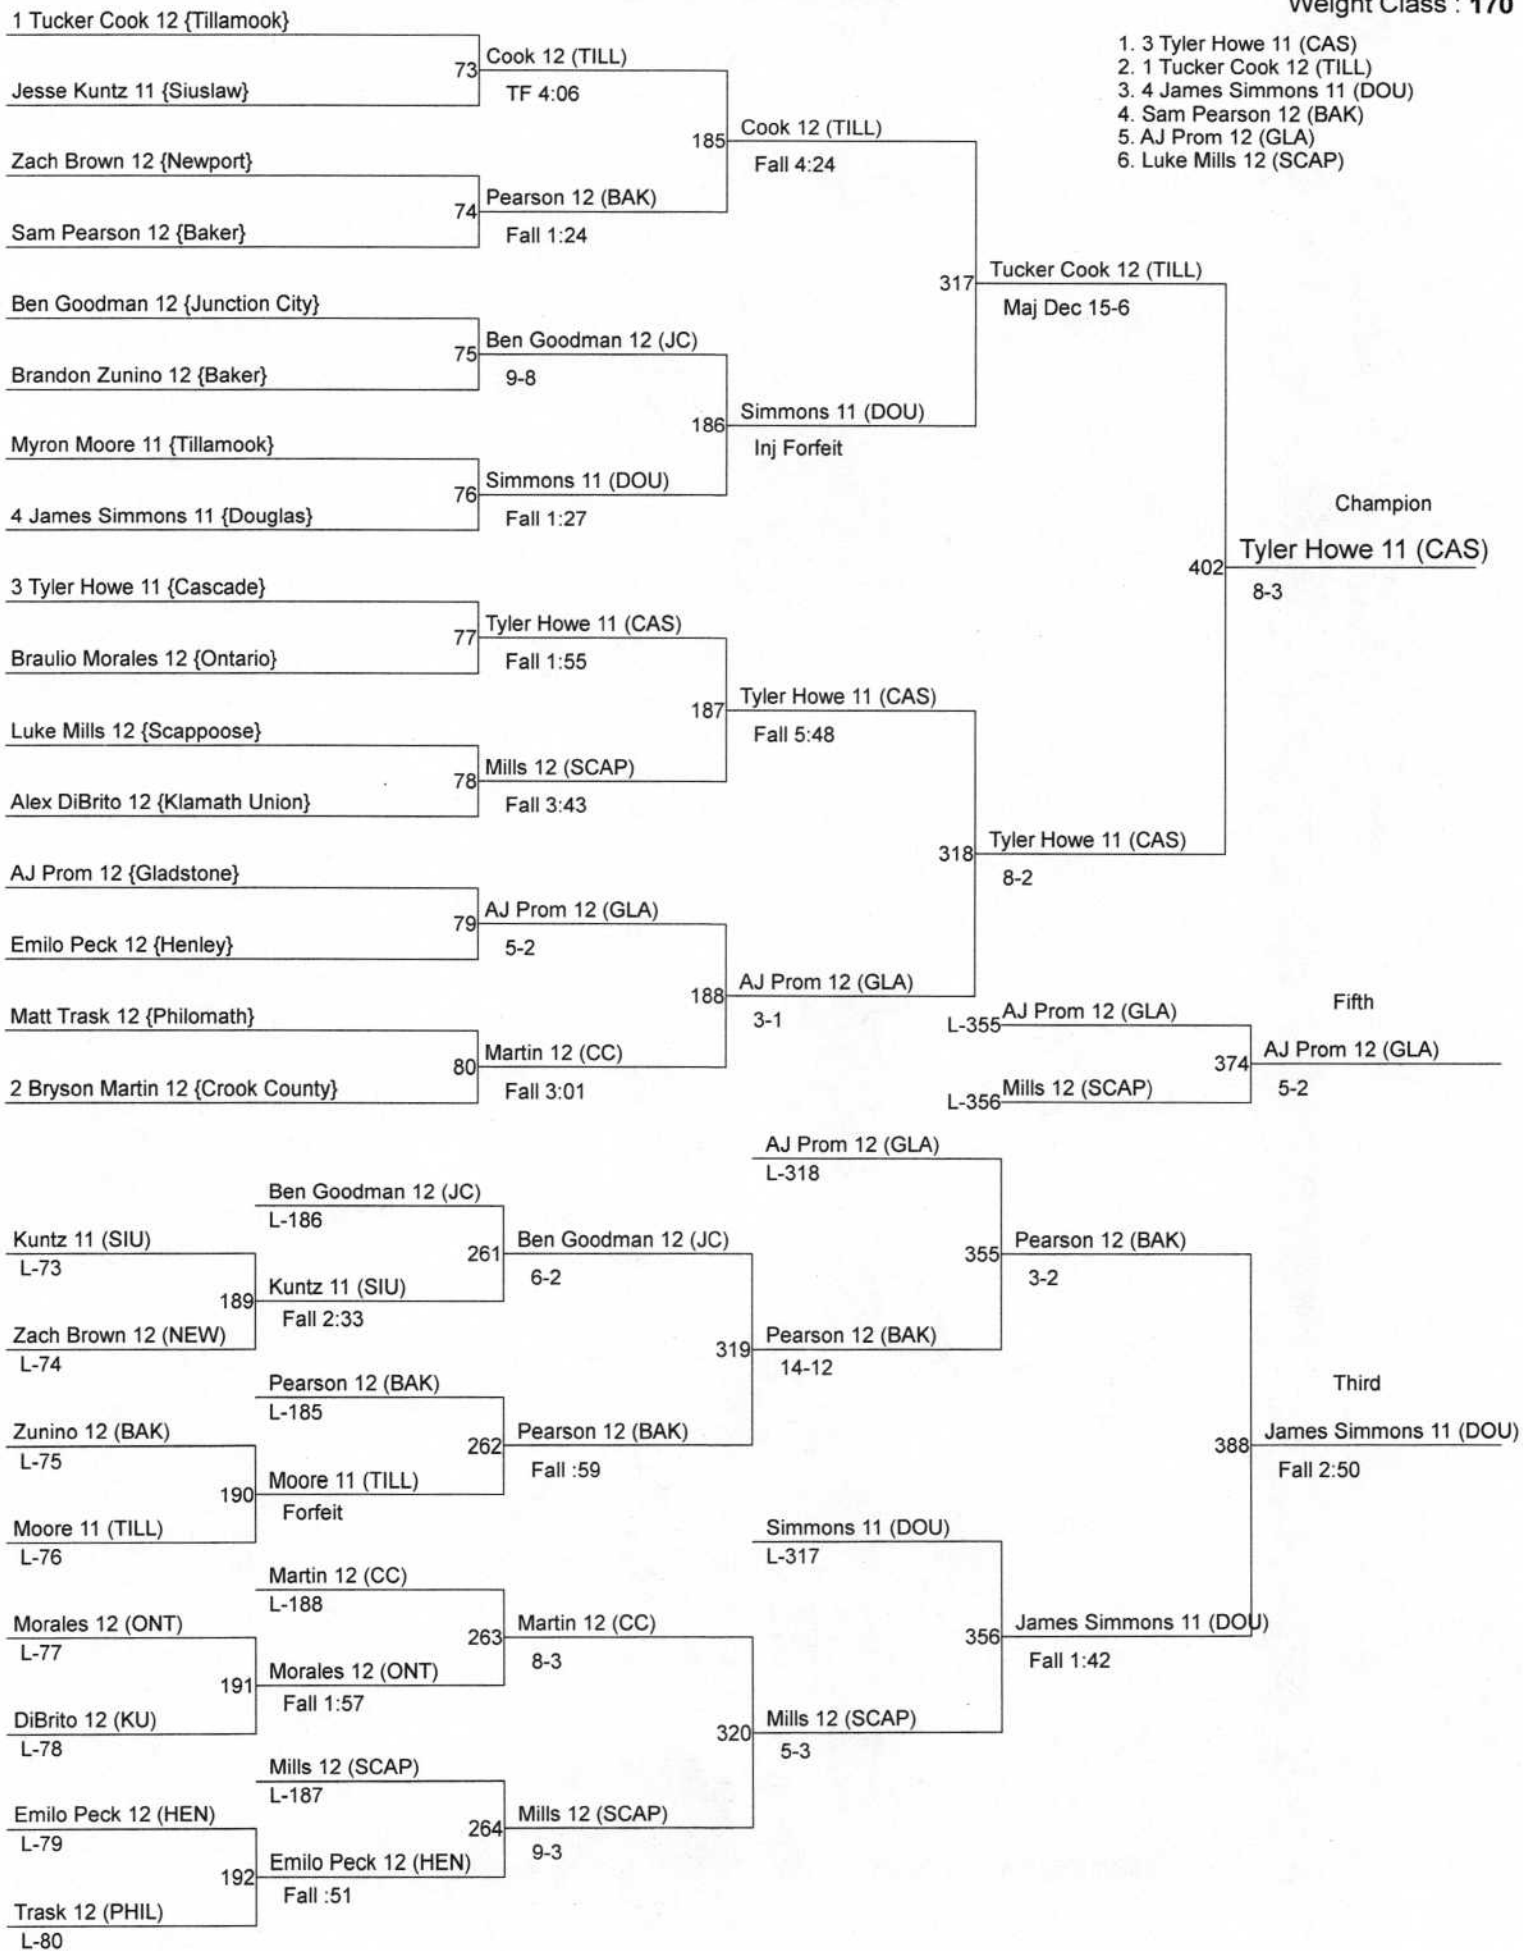 Weight Class : 170
1. 3 Tyler Howe 11 (CAS)
2. 1 Tucker Cook 12 (TILL)
3. 4 James Simmons 11 (DOU)
4. Sam Pearson 12 (BAK)
5. AJ Prom 12 (GLA)
6. Luke Mills 12 (SCAP)
1 Tucker Cook 12 {Tillamook}
73 Cook 12 (TILL)
TF 4:06
Jesse Kuntz 11 {Siuslaw}
185 Cook 12 (TILL)
Fall 4:24
Zach Brown 12 {Newport}
74 Pearson 12 (BAK)
Fall 1:24
Sam Pearson 12 {Baker}
317 Tucker Cook 12 (TILL)
Maj Dec 15-6
Ben Goodman 12 {Junction City}
75 Ben Goodman 12 (JC)
9-8
Brandon Zunino 12 {Baker}
186 Simmons 11 (DOU)
Inj Forfeit
Myron Moore 11 {Tillamook}
76 Simmons 11 (DOU)
Fall 1:27
4 James Simmons 11 {Douglas}
Champion
402 Tyler Howe 11 (CAS)
8-3
3 Tyler Howe 11 {Cascade}
77 Tyler Howe 11 (CAS)
Fall 1:55
Braulio Morales 12 {Ontario}
187 Tyler Howe 11 (CAS)
Fall 5:48
Luke Mills 12 {Scappoose}
78 Mills 12 (SCAP)
Fall 3:43
Alex DiBrito 12 {Klamath Union}
318 Tyler Howe 11 (CAS)
8-2
AJ Prom 12 {Gladstone}
79 AJ Prom 12 (GLA)
5-2
Emilo Peck 12 {Henley}
188 AJ Prom 12 (GLA)
3-1
Matt Trask 12 {Philomath}
80 Martin 12 (CC)
Fall 3:01
2 Bryson Martin 12 {Crook County}
Fifth
L-355 AJ Prom 12 (GLA)
374 AJ Prom 12 (GLA)
5-2
L-356 Mills 12 (SCAP)
AJ Prom 12 (GLA)
L-318
Ben Goodman 12 (JC)
L-186
Kuntz 11 (SIU)
L-73
261 Ben Goodman 12 (JC)
6-2
355 Pearson 12 (BAK)
3-2
189 Kuntz 11 (SIU)
Fall 2:33
Zach Brown 12 (NEW)
L-74
319 Pearson 12 (BAK)
14-12
Pearson 12 (BAK)
L-185
Third
Zunino 12 (BAK)
L-75
262 Pearson 12 (BAK)
Fall :59
388 James Simmons 11 (DOU)
Fall 2:50
190 Moore 11 (TILL)
Forfeit
Moore 11 (TILL)
L-76
Simmons 11 (DOU)
L-317
Martin 12 (CC)
L-188
Morales 12 (ONT)
L-77
263 Martin 12 (CC)
8-3
356 James Simmons 11 (DOU)
Fall 1:42
191 Morales 12 (ONT)
Fall 1:57
DiBrito 12 (KU)
L-78
320 Mills 12 (SCAP)
5-3
Mills 12 (SCAP)
L-187
Emilo Peck 12 (HEN)
L-79
264 Mills 12 (SCAP)
9-3
192 Emilo Peck 12 (HEN)
Fall :51
Trask 12 (PHIL)
L-80